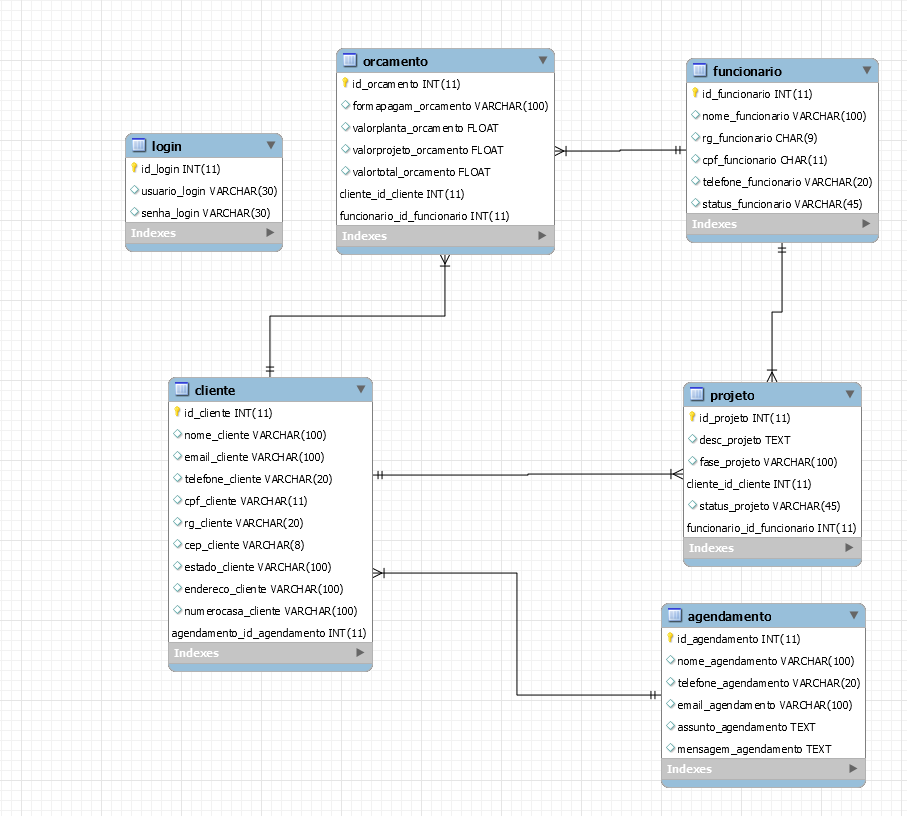 orcamento
id_orcamento INT(11)
formapagam_orcamento VARCHAR(100)
valorplanta_orcamento FLOAT
valorprojeto_orcamento FLOAT
valortotal_orcamento FLOAT
cliente_id_cliente INT(11)
funcionario_id_funcionario INT(11)
Indexes
funcionario
id_funcionario INT(11)
nome_funcionario VARCHAR(100)
rg_funcionario CHAR(9)
cpf_funcionario CHAR(11)
telefone_funcionario VARCHAR(20)
status_funcionario VARCHAR(45)
Indexes
login
id_login INT(11)
usuario_login VARCHAR(30)
senha_login VARCHAR(30)
Indexes
cliente
id_cliente INT(11)
nome_cliente VARCHAR(100)
email_cliente VARCHAR(100)
telefone_cliente VARCHAR(20)
cpf_cliente VARCHAR(11)
rg_cliente VARCHAR(20)
cep_cliente VARCHAR(8)
estado_cliente VARCHAR(100)
endereco_cliente VARCHAR(100)
numerocasa_cliente VARCHAR(100)
agendamento_id_agendamento INT(11)
Indexes
projeto
id_projeto INT(11)
desc_projeto TEXT
fase_projeto VARCHAR(100)
cliente_id_cliente INT(11)
status_projeto VARCHAR(45)
funcionario_id_funcionario INT(11)
Indexes
agendamento
id_agendamento INT(11)
nome_agendamento VARCHAR(100)
telefone_agendamento VARCHAR(20)
email_agendamento VARCHAR(100)
assunto_agendamento TEXT
mensagem_agendamento TEXT
Indexes